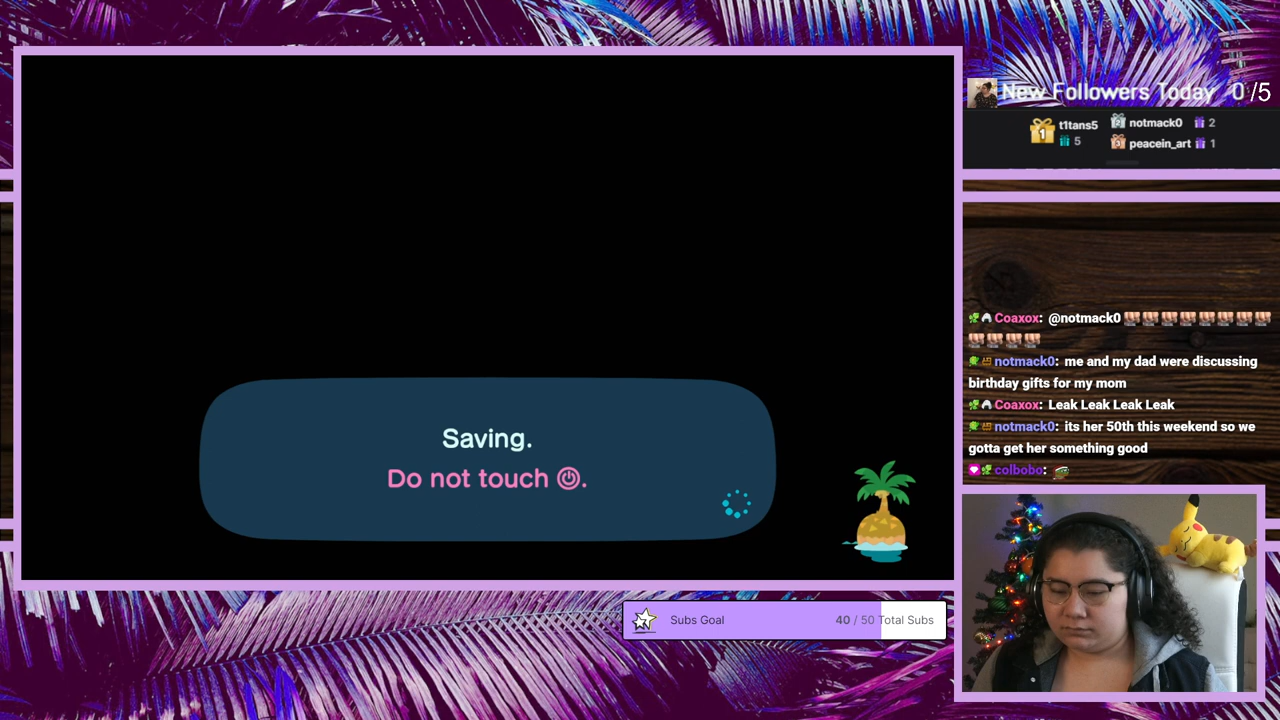 New Followers Today 0 /5
1 t1tans5
5
notmack0 2
peacein_art 1
Coaxox: @notmack0
notmack0: me and my dad were discussing
birthday gifts for my mom
Coaxox: Leak Leak Leak Leak
notmack0: its her 50th this weekend so we
gotta get her something good
colbobo:
Saving.
Do not touch .
Subs Goal 40 / 50 Total Subs